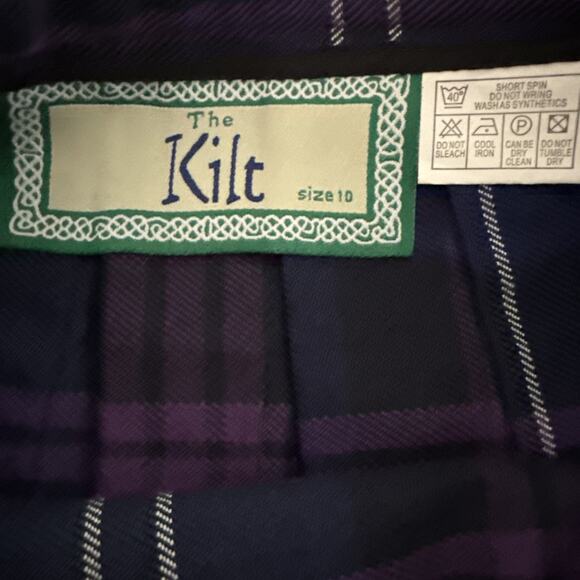 The
Kilt
size 10
40°
SHORT SPIN
DO NOT WRING
WASH AS SYNTHETICS
P
DO NOT
SLEACH
COOL
IRON
CAN BE
DRY
CLEAN
DO NOT
TUMBLE
DRY